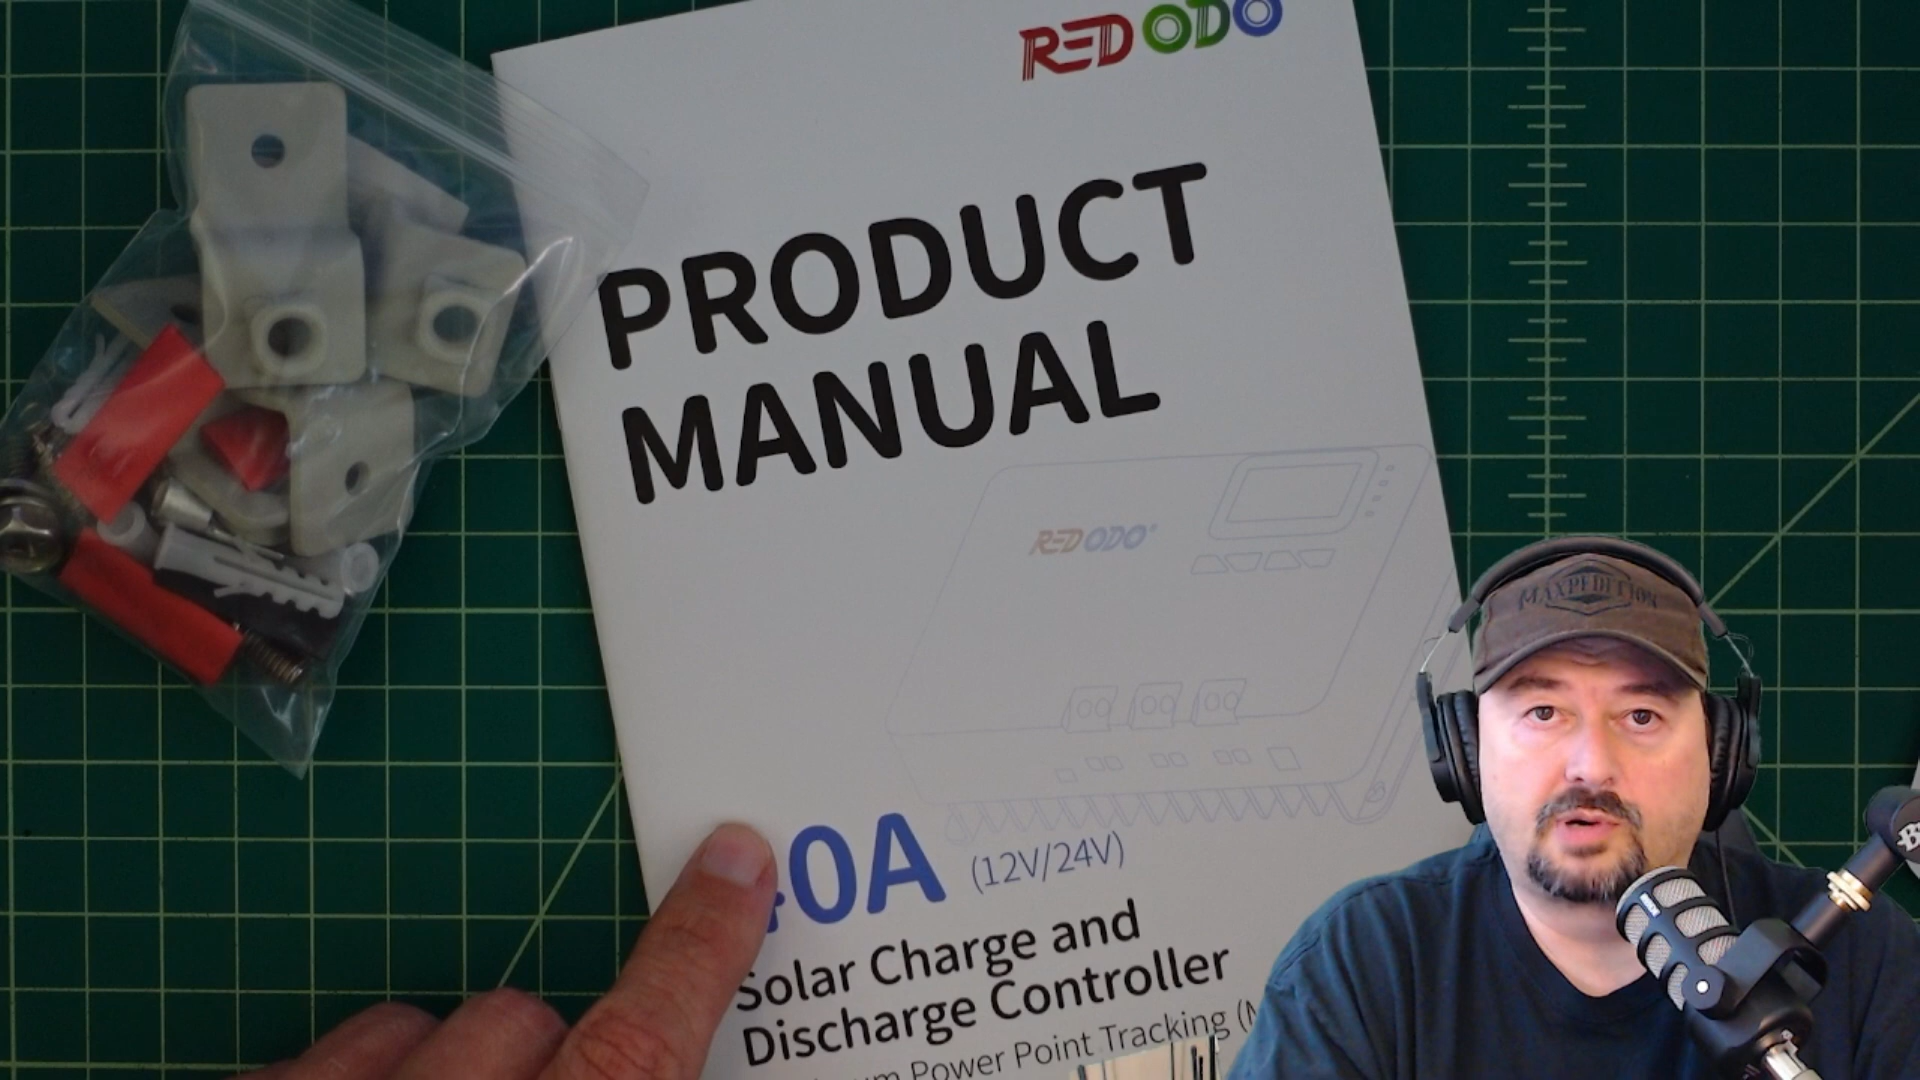 REDODO
PRODUCT
MANUAL
REDODO
0A (12V/24V)
Solar Charge and
Discharge Controller
Power Point Tracking (
MAXPEDITION